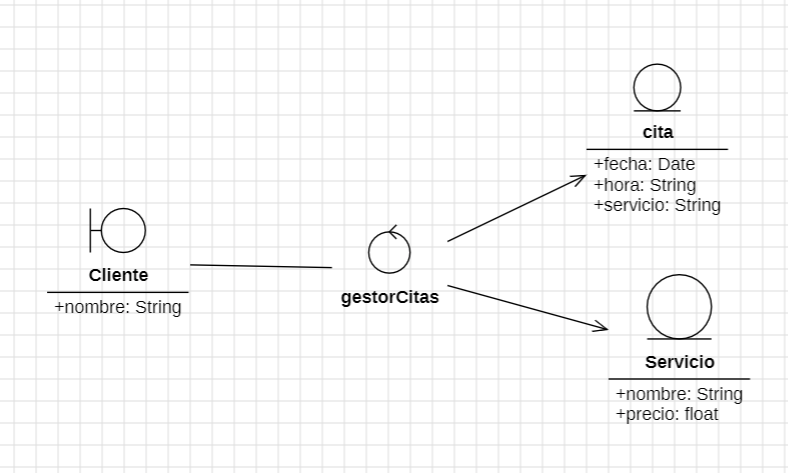 cita
+fecha: Date
+hora: String
+servicio: String
Cliente
+nombre: String
gestorCitas
Servicio
+nombre: String
+precio: float